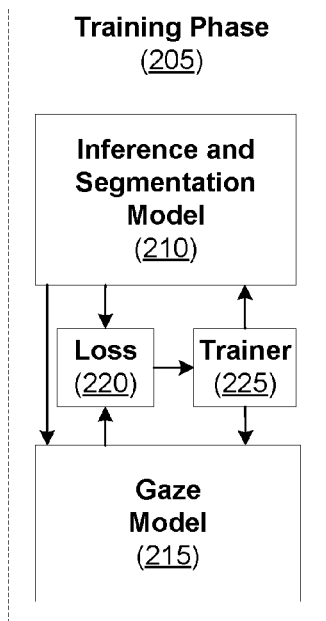 Training Phase
(205)
Inference and
Segmentation
Model
(210)
Loss
(220)
Trainer
(225)
Gaze
Model
(215)